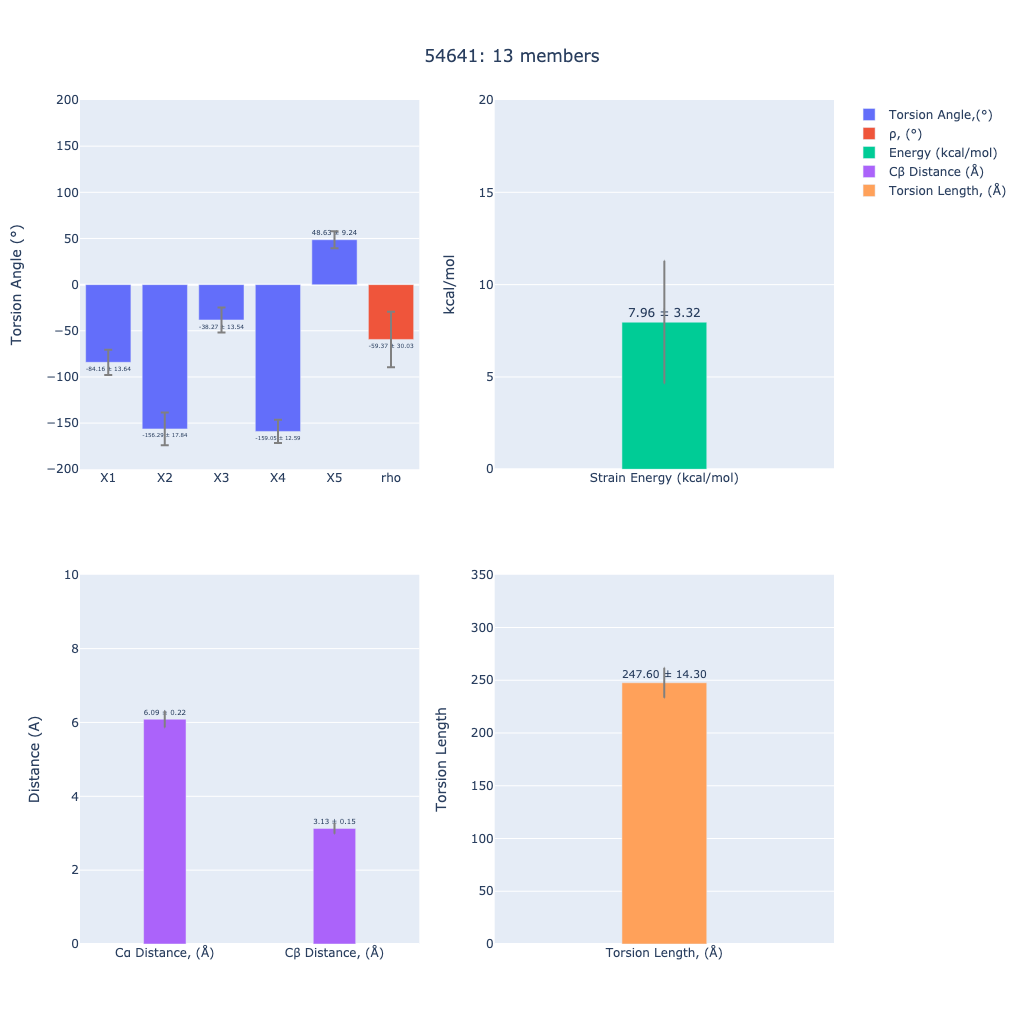 54641: 13 members
200
150
100
50
0
−50
−100
−150
−200
Torsion Angle (°)
-84.16 ± 13.64
-156.29 ± 17.84
-38.27 ± 13.54
-159.05 ± 12.59
48.63 ± 9.24
-59.37 ± 30.03
X1 X2 X3 X4 X5 rho
20
15
10
5
0
kcal/mol
7.96 ± 3.32
Strain Energy (kcal/mol)
Torsion Angle,(°)
ρ, (°)
Energy (kcal/mol)
Cβ Distance (Å)
Torsion Length, (Å)
10
8
6
4
2
0
Distance (A)
6.09 ± 0.22
3.13 ± 0.15
Cα Distance, (Å) Cβ Distance, (Å)
350
300
250
200
150
100
50
0
Torsion Length
247.60 ± 14.30
Torsion Length, (Å)